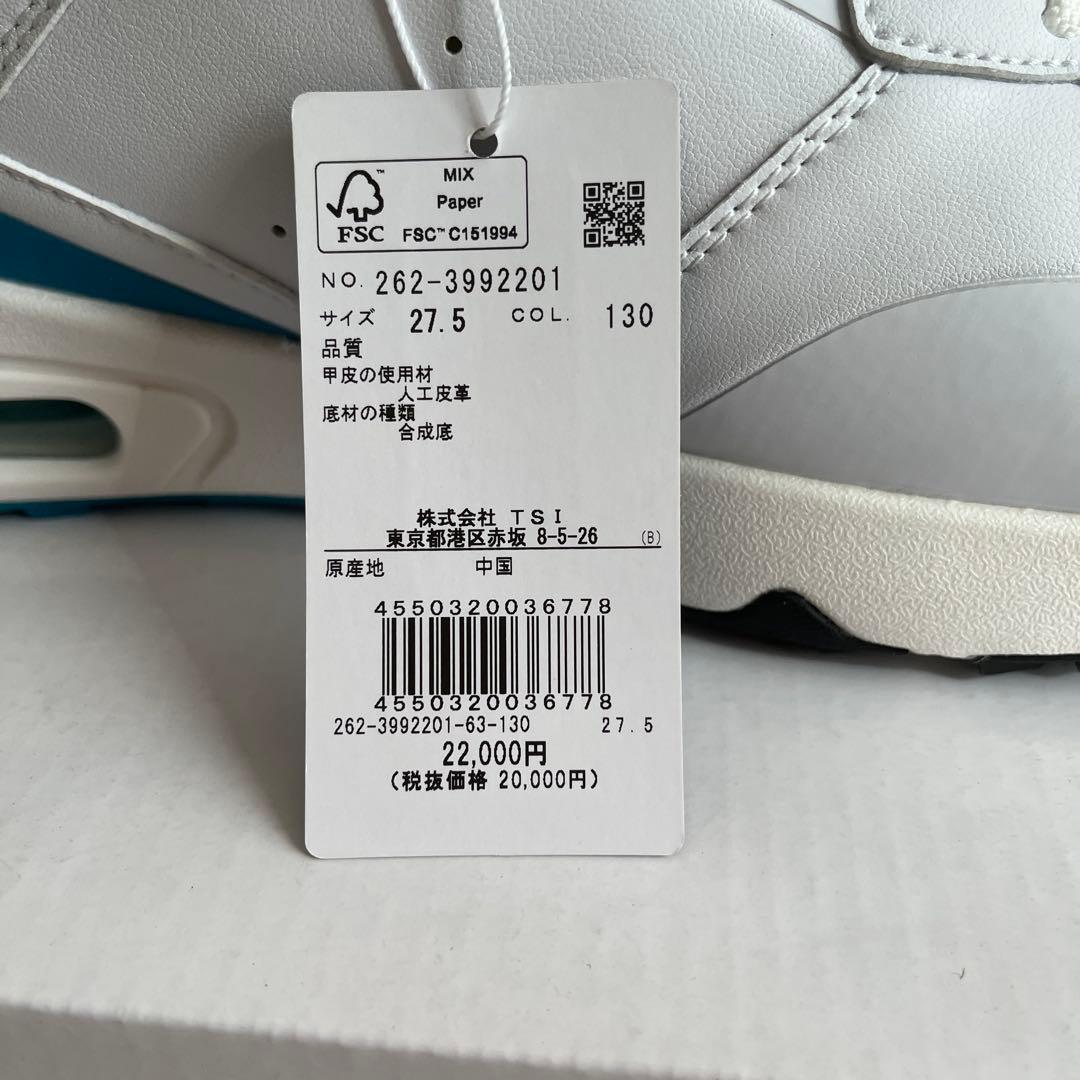 MIX
Paper
FSC™ C151994
FSC
NO. 262-3992201
サイズ 27.5 COL. 130
品質
甲皮の使用材
人工皮革
底材の種類
合成底
株式会社 TSI
東京都港区赤坂 8-5-26 (B)
原産地 中国
4550320036778
4550320036778
262-3992201-63-130 27.5
22,000円
(税抜価格 20,000円)